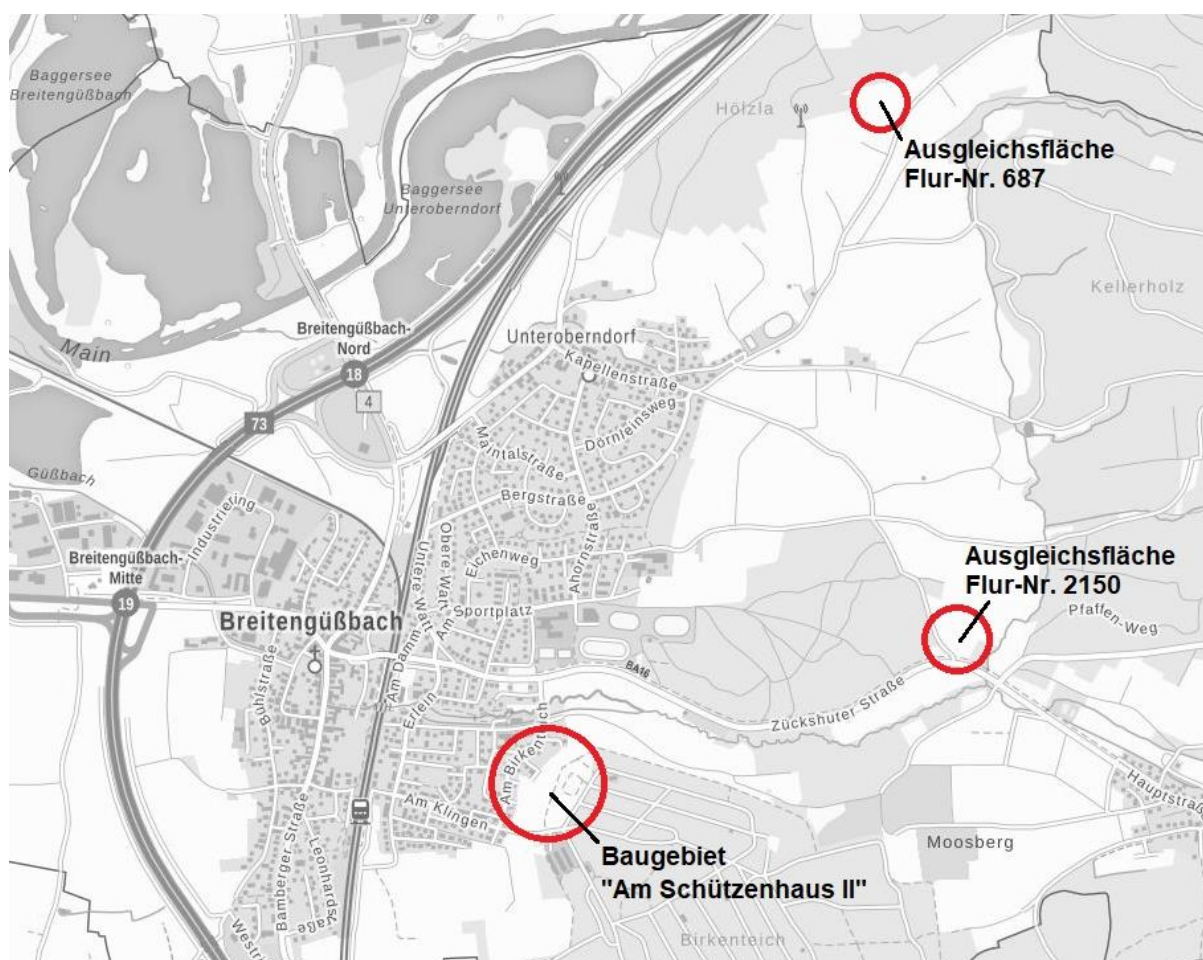 Baggersee
Breitengüßbach
Hölzla
Ausgleichsfläche
Flur-Nr. 687
Baggersee
Unteroberndorf
Kellerholz
Main
Breitengüßbach-
Nord
18
4
73
Unteroberndorf
Kapellenstraße
Dörnleinsweg
Maintalstraße
Bergstraße
Ahornstraße
Eichenweg
Obere Watt
Untere Watt
Am Sportplatz
Güßbach
Industriering
Breitengüßbach-
Mitte
19
Breitengüßbach
Ausgleichsfläche
Flur-Nr. 2150
Pfaffen-Weg
BA16
Zückshuter Straße
Bühlstraße
Am Damm
Erlein
Am Birkenteich
Am Klingen
Hauptstraße
Bamberger Straße
Leonhardstraße
Moosberg
Baugebiet
"Am Schützenhaus II"
Birkenteich
Westri